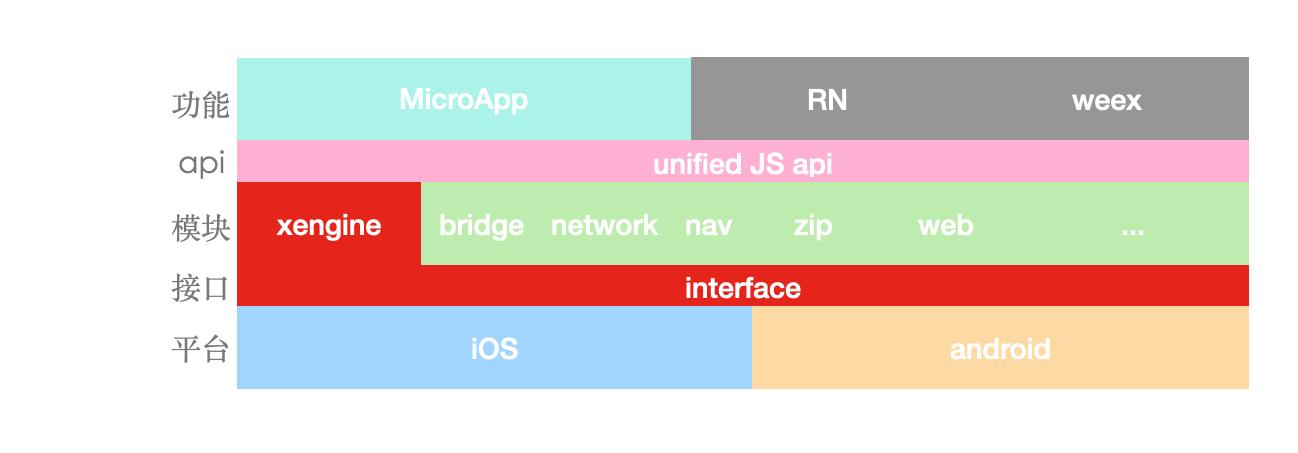 功能 MicroApp RN weex
api unified JS api
模块 xengine bridge network nav zip web ...
接口 interface
平台 iOS android